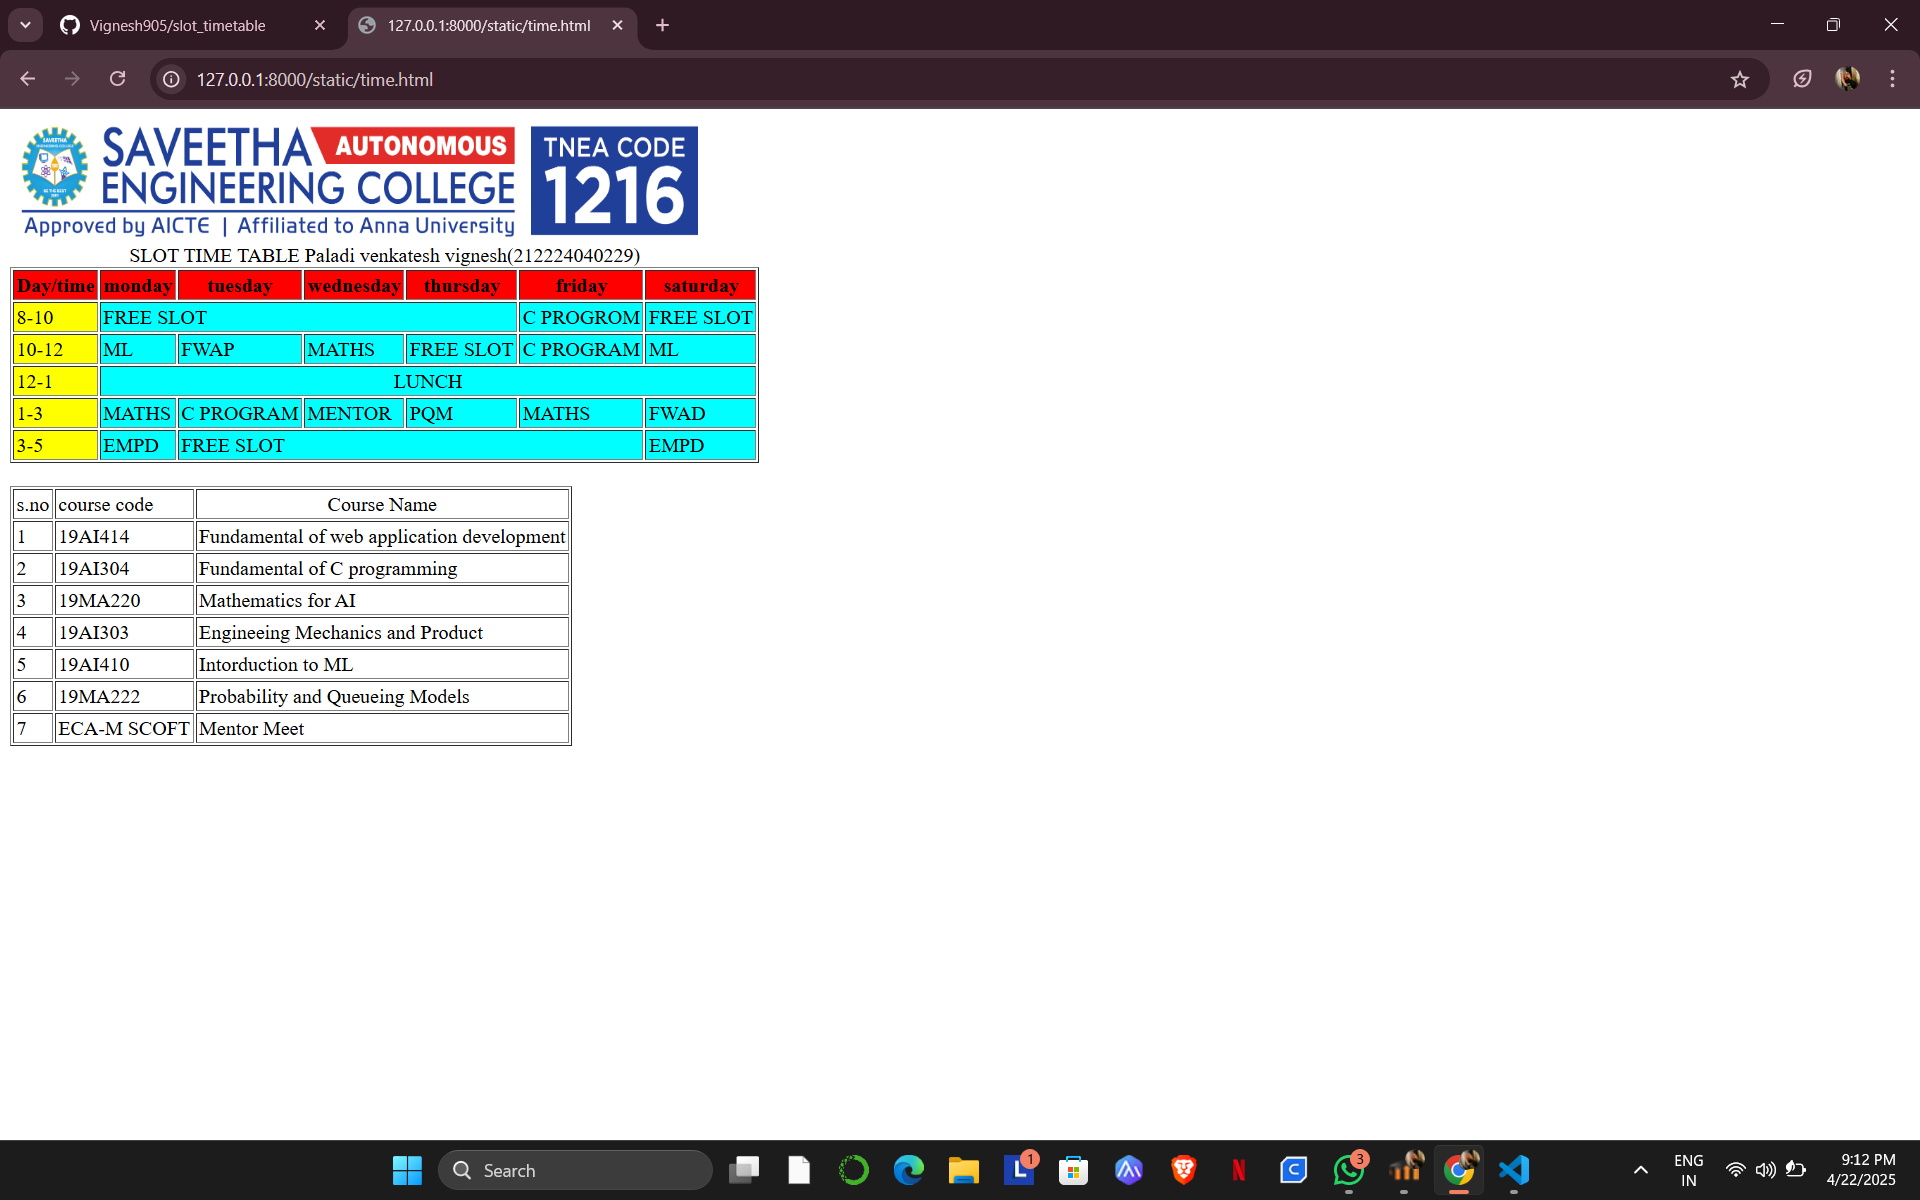 Vignesh905/slot_timetable
127.0.0.1:8000/static/time.html
127.0.0.1:8000/static/time.html
SAVEETHA AUTONOMOUS
ENGINEERING COLLEGE
Approved by AICTE | Affiliated to Anna University
TNEA CODE
1216
SLOT TIME TABLE Paladi venkatesh vignesh(212224040229)
Day/time monday tuesday wednesday thursday friday saturday
8-10 FREE SLOT C PROGROM FREE SLOT
10-12 ML FWAP MATHS FREE SLOT C PROGRAM ML
12-1 LUNCH
1-3 MATHS C PROGRAM MENTOR PQM MATHS FWAD
3-5 EMPD FREE SLOT EMPD
s.no course code Course Name
1 19AI414 Fundamental of web application development
2 19AI304 Fundamental of C programming
3 19MA220 Mathematics for AI
4 19AI303 Engineeing Mechanics and Product
5 19AI410 Intorduction to ML
6 19MA222 Probability and Queueing Models
7 ECA-M SCOFT Mentor Meet
Search
1
3
ENG
IN
9:12 PM
4/22/2025